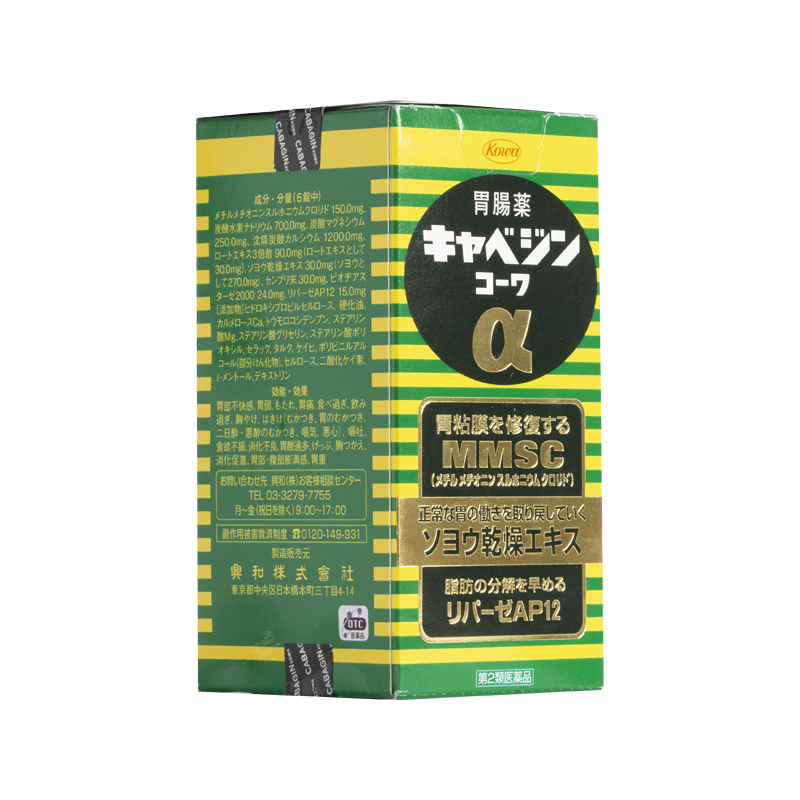 CABAGIN KOWA
成分・分量(6錠中)
メチルメチオニンスルホニウムクロリド150.0mg、
炭酸水素ナトリウム700.0mg、炭酸マグネシウム
250.0mg、沈降炭酸カルシウム1200.0mg、
ロートエキス3倍散90.0mg(ロートエキスとして
30.0mg)、ソヨウ乾燥エキス30.0mg(ソヨウと
して270.0mg)、センブリ末30.0mg、ビオヂアス
ターゼ2000 24.0mg、リパーゼAP12 15.0mg
(添加物)ヒドロキシプロピルセルロース、硬化油、
カルメロースCa、トウモロコシデンプン、ステアリン
酸Mg、ステアリン酸グリセリン、ステアリン酸ポリ
オキシル、セラック、タルク、ケイヒ、ポリビニルアル
コール(部分けん化物)、セルロース、二酸化ケイ素、
l-メントール、デキストリン
効能・効果
胃部不快感、胃弱、もたれ、胃痛、食べ過ぎ、飲み
過ぎ、胸やけ、はきけ(むかつき、胃のむかつき、
二日酔・悪酔のむかつき、嘔気、悪心)、嘔吐、
食欲不振、消化不良、胃酸過多、げっぷ、胸つかえ、
消化促進、胃部・腹部膨満感、胃重
お問い合わせ先 興和(株)お客様相談センター
TEL 03-3279-7755
月〜金(祝日を除く)9:00〜17:00
副作用被害救済制度 ☎0120-149-931
製造販売元
興和株式會社
東京都中央区日本橋本町三丁目4-14
OTC
医薬品
CABAGIN KOWA
Kowa
胃腸薬
キャベジン
コーワ
α
胃粘膜を修復する
MMSC
(メチルメチオニンスルホニウムクロリド)
正常な胃の働きを取り戻していく
ソヨウ乾燥エキス
脂肪の分解を早める
リパーゼAP12
第2類医薬品